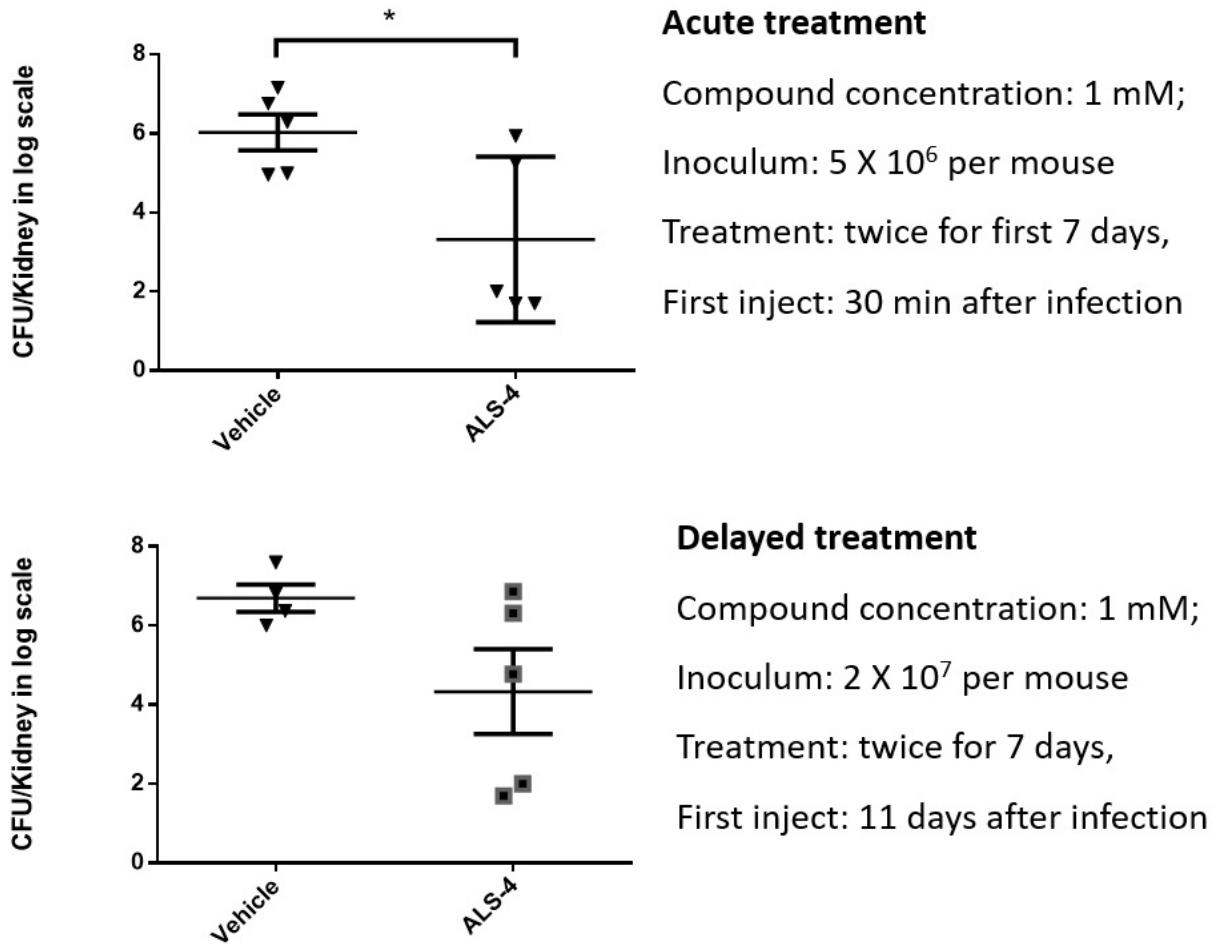 *
CFU/Kidney in log scale
8
6
4
2
0
Vehicle
ALS-4
Acute treatment
Compound concentration: 1 mM;
Inoculum: 5 X 10⁶ per mouse
Treatment: twice for first 7 days,
First inject: 30 min after infection
CFU/Kidney in log scale
8
6
4
2
0
Vehicle
ALS-4
Delayed treatment
Compound concentration: 1 mM;
Inoculum: 2 X 10⁷ per mouse
Treatment: twice for 7 days,
First inject: 11 days after infection